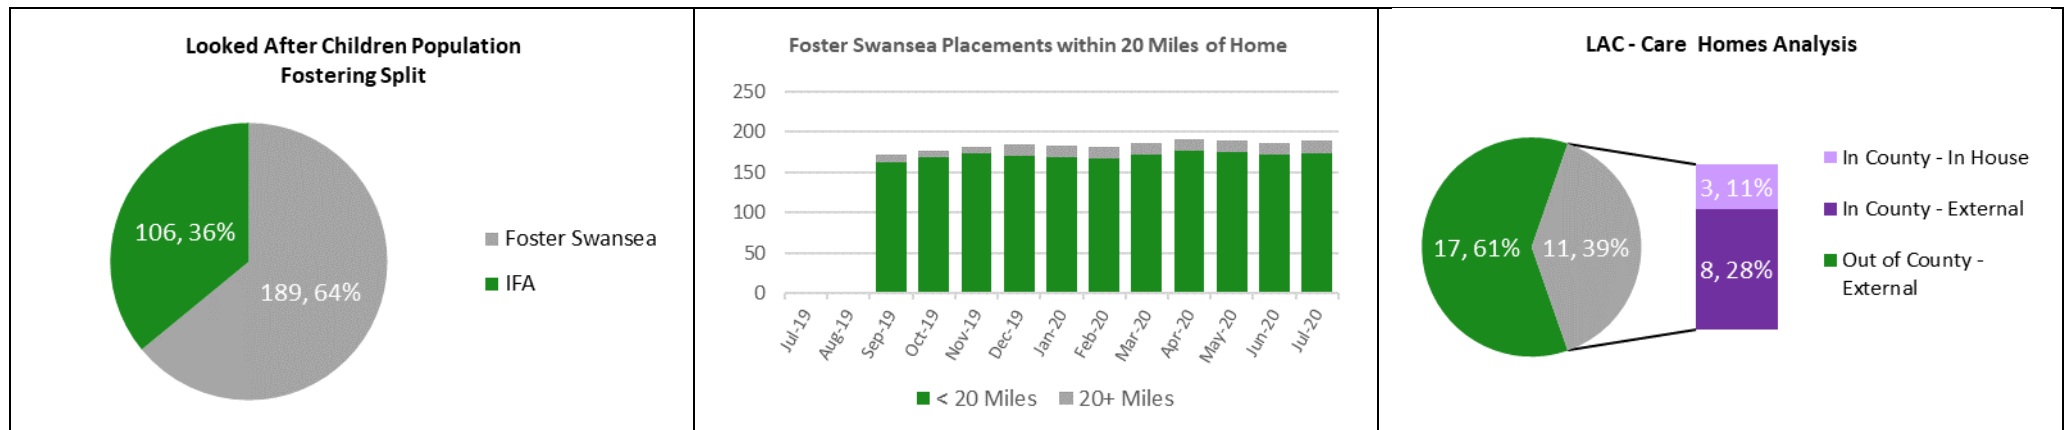 Looked After Children Population
Fostering Split
106, 36%
189, 64%
Foster Swansea
IFA
Foster Swansea Placements within 20 Miles of Home
250
200
150
100
50
0
Jul-19
Aug-19
Sep-19
Oct-19
Nov-19
Dec-19
Jan-20
Feb-20
Mar-20
Apr-20
May-20
Jun-20
Jul-20
< 20 Miles
20+ Miles
LAC - Care  Homes Analysis
17, 61%
11, 39%
3, 11%
8, 28%
In County - In House
In County - External
Out of County -
External